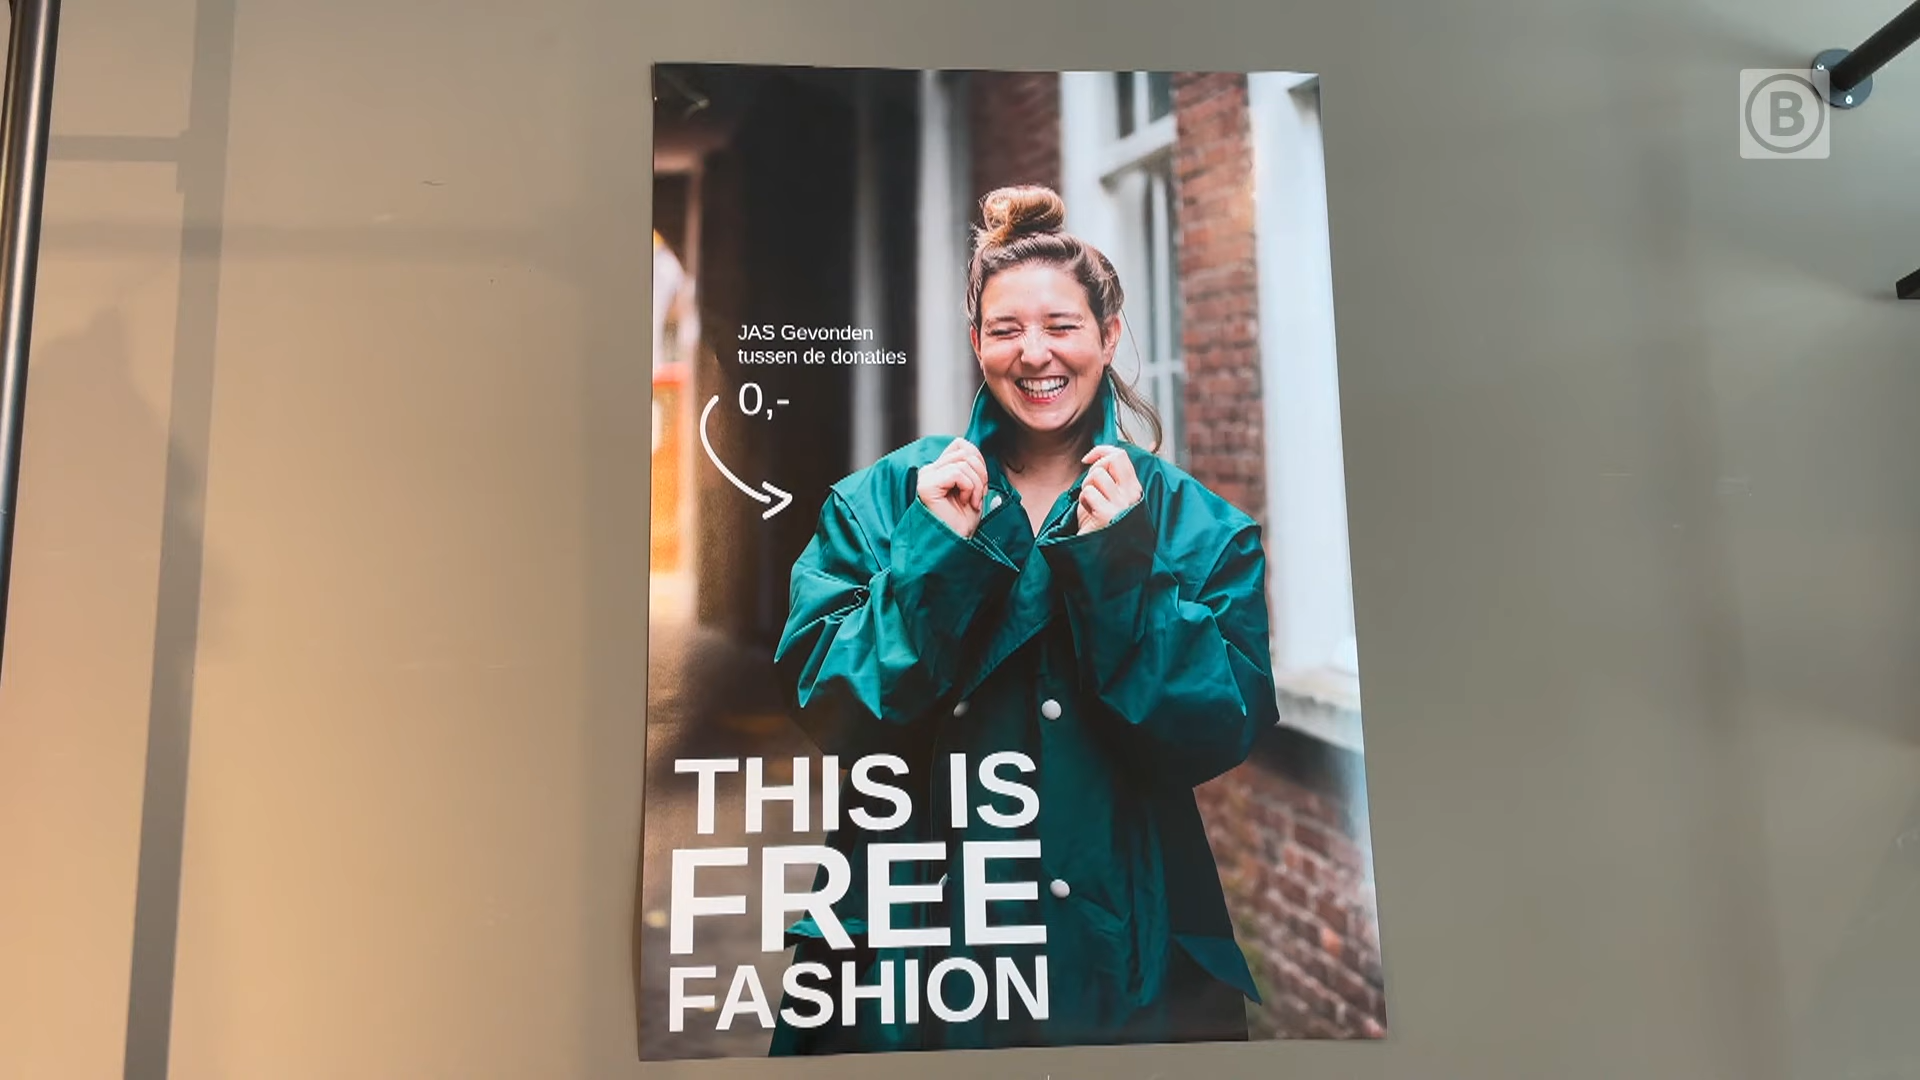 B
JAS Gevonden
tussen de donaties
0,-
THIS IS
FREE
FASHION